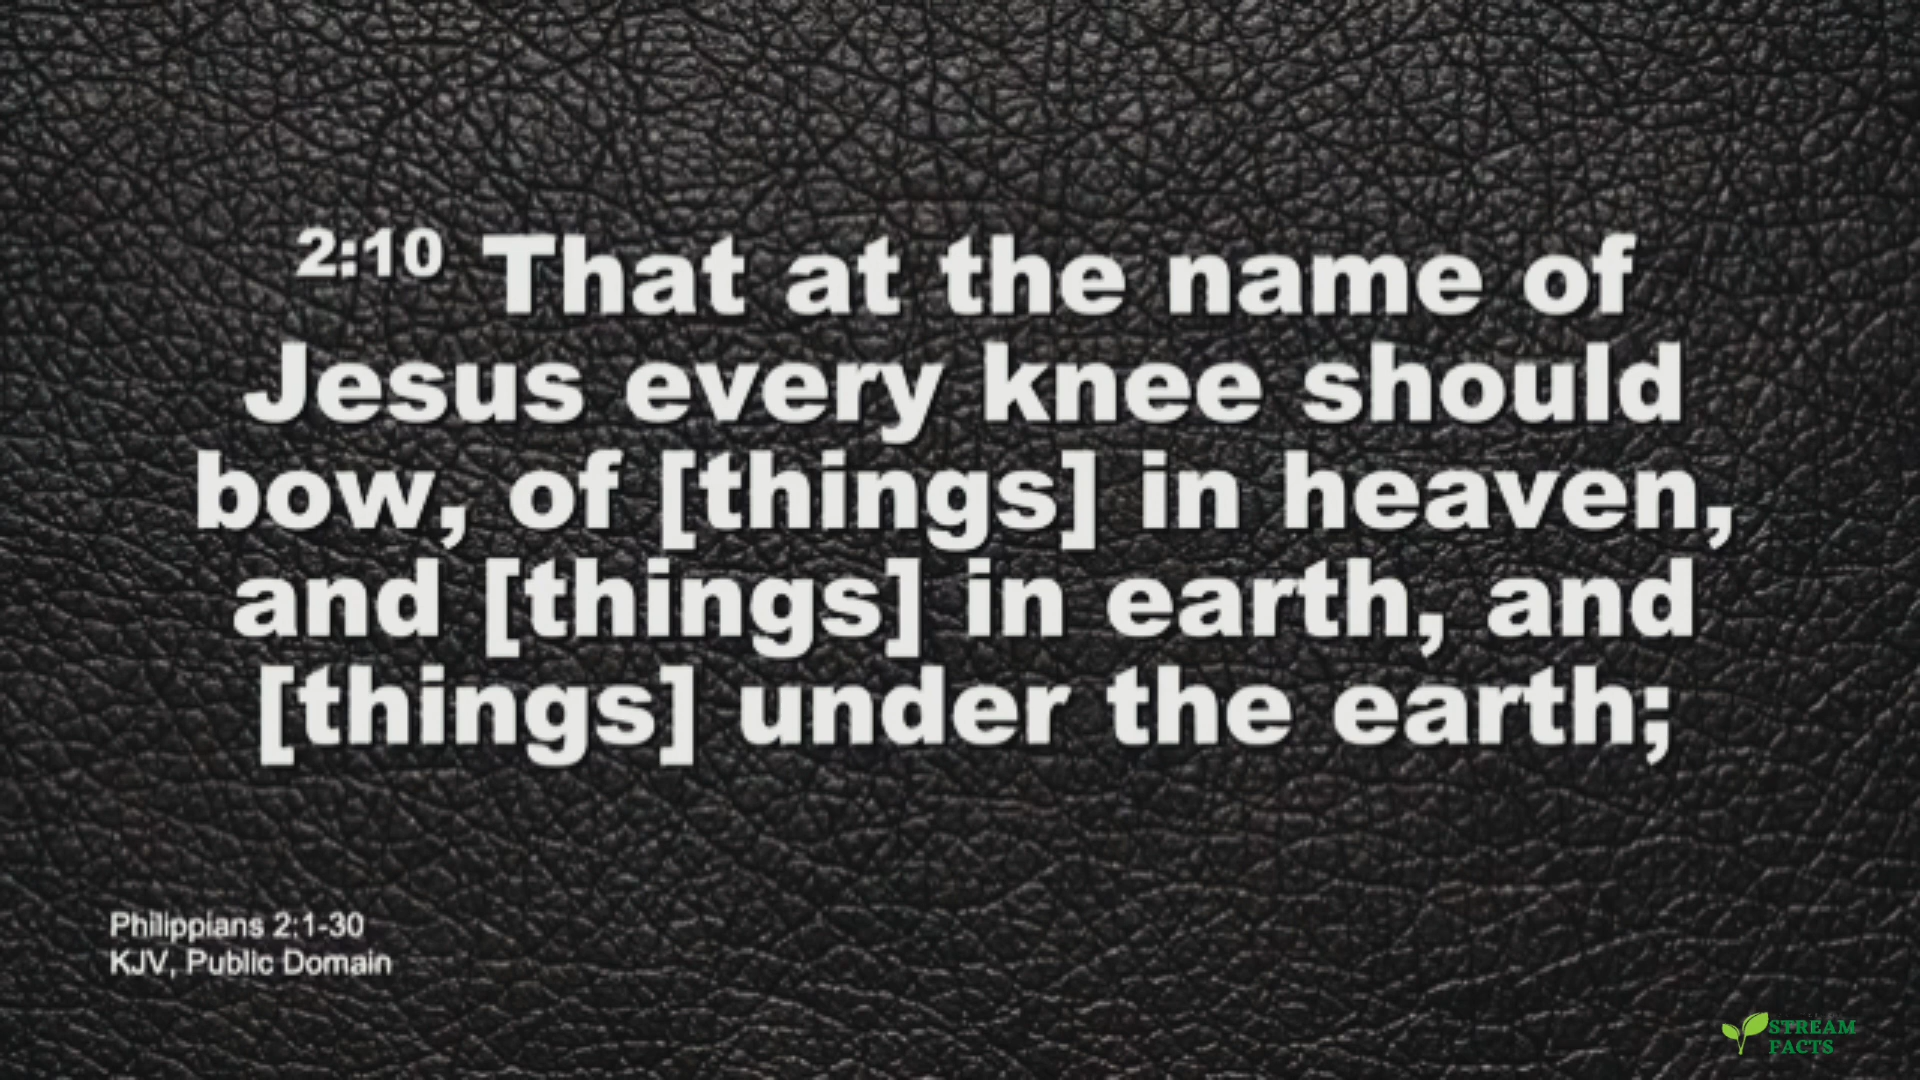 2:10 That at the name of
Jesus every knee should
bow, of [things] in heaven,
and [things] in earth, and
[things] under the earth;
Philippians 2:1-30
KJV, Public Domain
STREAM
FACTS